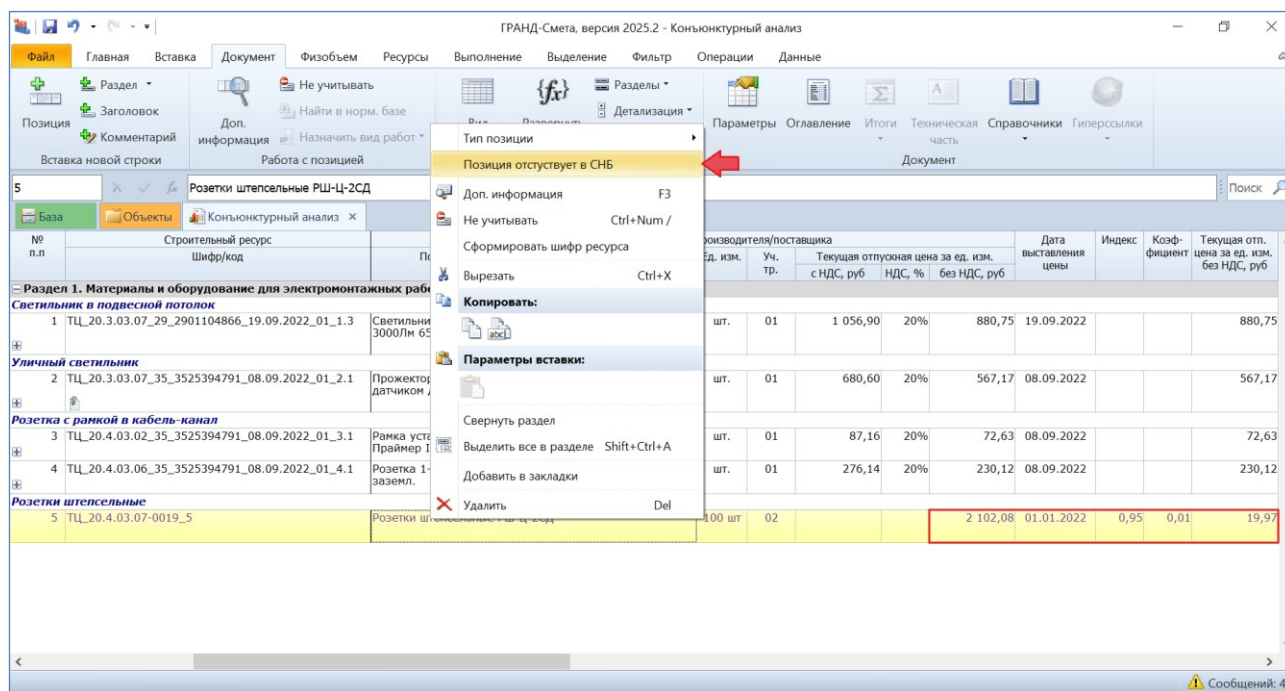 ГРАНД-Смета, версия 2025.2 - Конъюнктурный анализ
Файл Главная Вставка Документ Физобъем Ресурсы Выполнение Выделение Фильтр Операции Данные
Позиция
Раздел
Заголовок
Комментарий
Вставка новой строки
Доп. информация
Не учитывать
Найти в норм. базе
Назначить вид работ
Работа с позицией
{fx}
Разделы
Детализация
Параметры Оглавление Итоги Техническая часть Справочники Гиперссылки
Документ
5 Розетки штепсельные РШ-Ц-2СД
Поиск
База Объекты Конъюнктурный анализ
№ п.п
Строительный ресурс
Шифр/код
производителя/поставщика
Ед. изм.
Уч. тр.
Текущая отпускная цена за ед. изм.
с НДС, руб НДС, % без НДС, руб
Дата выставления цены
Индекс
Коэф-фициент
Текущая отп. цена за ед. изм. без НДС, руб
Раздел 1. Материалы и оборудование для электромонтажных
Светильник в подвесной потолок
1 ТЦ_20.3.03.07_29_2901104866_19.09.2022_01_1.3 шт. 01 1 056,90 20% 880,75 19.09.2022 880,75
3000Лм
Уличный светильник
2 ТЦ_20.3.03.07_35_3525394791_08.09.2022_01_2.1 шт. 01 680,60 20% 567,17 08.09.2022 567,17
датчиком
Розетка с рамкой в кабель-канал
3 ТЦ_20.4.03.02_35_3525394791_08.09.2022_01_3.1 Рамка шт. 01 87,16 20% 72,63 08.09.2022 72,63
Праймер
4 ТЦ_20.4.03.06_35_3525394791_08.09.2022_01_4.1 Розетка шт. 01 276,14 20% 230,12 08.09.2022 230,12
заземл.
Розетки штепсельные
5 ТЦ_20.4.03.07-0019_5 Розетки штепсельные РШ-Ц-2СД 100 шт 02 2 102,08 01.01.2022 0,95 0,01 19,97
Тип позиции
Позиция отстуствует в СНБ
Доп. информация F3
Не учитывать Ctrl+Num /
Сформировать шифр ресурса
Вырезать Ctrl+X
Копировать:
abc
Параметры вставки:
Свернуть раздел
Выделить все в разделе Shift+Ctrl+A
Добавить в закладки
Удалить Del
Сообщений: 4